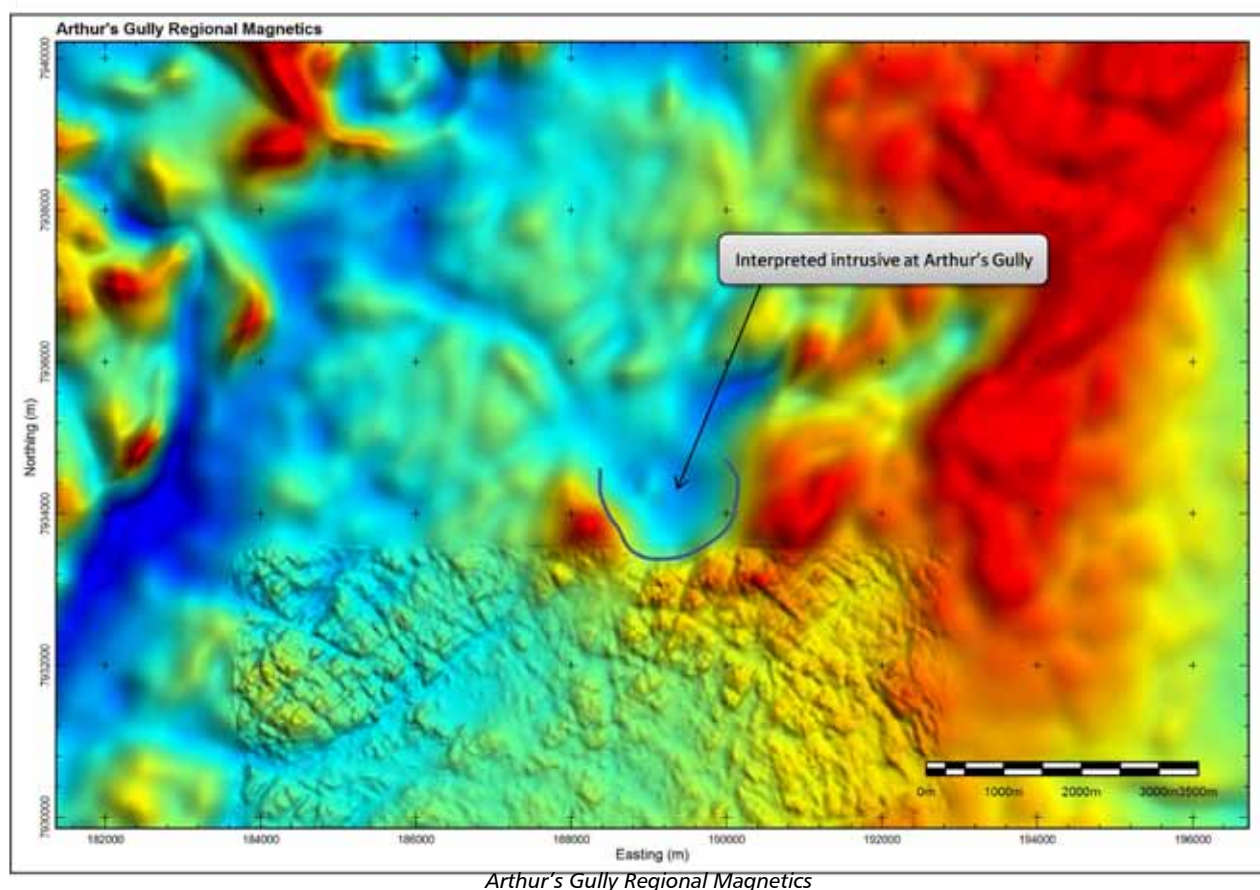 Arthur's Gully Regional Magnetics
7940000
7938000
7936000
7934000
7932000
7930000
Northing (m)
Interpreted intrusive at Arthur's Gully
0m 1000m 2000m 3000m3500m
182000 184000 186000 188000 190000 192000 194000 196000
Easting (m)
Arthur's Gully Regional Magnetics